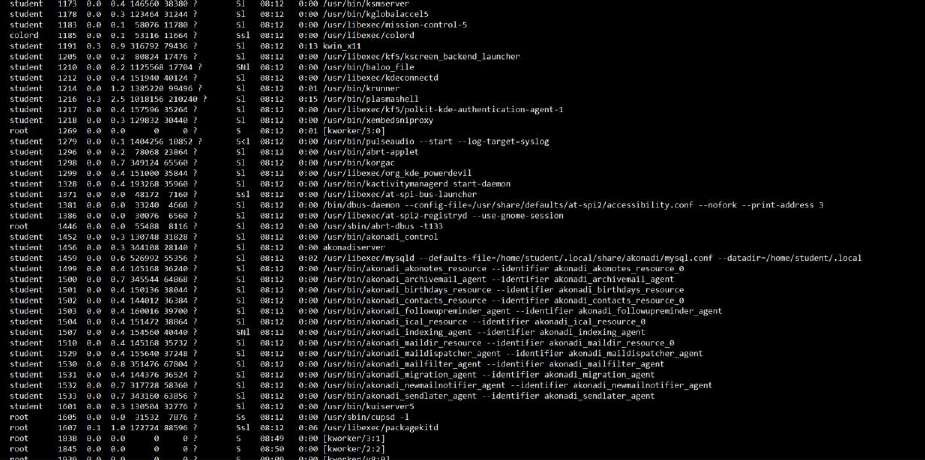 student 1173 0.0 0.4 146560 38380 ? Sl 08:12 0:00 /usr/bin/ksmserver
student 1178 0.0 0.3 123464 31244 ? Sl 08:12 0:00 /usr/bin/kglobalaccel5
student 1183 0.0 0.1 58076 11780 ? Sl 08:12 0:00 /usr/libexec/mission-control-5
colord 1185 0.0 0.1 53116 11664 ? Ssl 08:12 0:00 /usr/libexec/colord
student 1191 0.3 0.9 316792 79436 ? Sl 08:12 0:13 kwin_x11
student 1205 0.0 0.2 80824 17476 ? Sl 08:12 0:00 /usr/libexec/kf5/kscreen_backend_launcher
student 1210 0.0 0.2 1125568 17704 ? SNl 08:12 0:00 /usr/bin/baloo_file
student 1212 0.0 0.4 151940 40124 ? Sl 08:12 0:00 /usr/libexec/kdeconnectd
student 1214 0.0 1.2 1385220 99496 ? Sl 08:12 0:01 /usr/bin/krunner
student 1216 0.3 2.5 1018156 210240 ? Sl 08:12 0:15 /usr/bin/plasmashell
student 1217 0.0 0.4 157596 35264 ? Sl 08:12 0:00 /usr/libexec/kf5/polkit-kde-authentication-agent-1
student 1218 0.0 0.3 129832 30440 ? Sl 08:12 0:00 /usr/bin/xembedsniproxy
root 1269 0.0 0.0 0 0 ? S 08:12 0:01 [kworker/3:0]
student 1279 0.0 0.1 1404256 10852 ? S<l 08:12 0:00 /usr/bin/pulseaudio --start --log-target=syslog
student 1296 0.0 0.2 78068 23864 ? Sl 08:12 0:00 abrt-applet
student 1298 0.0 0.7 349124 65560 ? Sl 08:12 0:00 /usr/bin/korgac
student 1299 0.0 0.4 151000 35844 ? Sl 08:12 0:00 /usr/libexec/org_kde_powerdevil
student 1328 0.0 0.4 193268 35960 ? Sl 08:12 0:00 /usr/bin/kactivitymanagerd start-daemon
student 1371 0.0 0.0 48172 7160 ? Ssl 08:12 0:00 /usr/libexec/at-spi-bus-launcher
student 1381 0.0 0.0 33240 4668 ? Sl 08:12 0:00 /bin/dbus-daemon --config-file=/usr/share/defaults/at-spi2/accessibility.conf --nofork --print-address 3
student 1386 0.0 0.0 30076 6560 ? Sl 08:12 0:00 /usr/libexec/at-spi2-registryd --use-gnome-session
root 1446 0.0 0.0 55488 8116 ? Sl 08:12 0:00 /usr/sbin/abrt-dbus -t133
student 1452 0.0 0.3 130748 31828 ? Sl 08:12 0:00 /usr/bin/akonadi_control
student 1456 0.0 0.3 344108 28140 ? Sl 08:12 0:00 akonadiserver
student 1459 0.0 0.6 526992 55356 ? Sl 08:12 0:02 /usr/libexec/mysqld --defaults-file=/home/student/.local/share/akonadi/mysql.conf --datadir=/home/student/.local
student 1499 0.0 0.4 145168 36240 ? Sl 08:12 0:00 /usr/bin/akonadi_akonotes_resource --identifier akonadi_akonotes_resource_0
student 1500 0.0 0.7 345544 64068 ? Sl 08:12 0:00 /usr/bin/akonadi_archivemail_agent --identifier akonadi_archivemail_agent
student 1501 0.0 0.4 150136 38044 ? Sl 08:12 0:00 /usr/bin/akonadi_birthdays_resource --identifier akonadi_birthdays_resource
student 1502 0.0 0.4 144012 36384 ? Sl 08:12 0:00 /usr/bin/akonadi_contacts_resource --identifier akonadi_contacts_resource_0
student 1503 0.0 0.4 160016 39700 ? Sl 08:12 0:00 /usr/bin/akonadi_followupreminder_agent --identifier akonadi_followupreminder_agent
student 1504 0.0 0.4 151472 38064 ? Sl 08:12 0:00 /usr/bin/akonadi_ical_resource --identifier akonadi_ical_resource_0
student 1507 0.0 0.4 154560 40440 ? SNl 08:12 0:00 /usr/bin/akonadi_indexing_agent --identifier akonadi_indexing_agent
student 1510 0.0 0.4 145168 35732 ? Sl 08:12 0:00 /usr/bin/akonadi_maildir_resource --identifier akonadi_maildir_resource_0
student 1529 0.0 0.4 155640 37248 ? Sl 08:12 0:00 /usr/bin/akonadi_maildispatcher_agent --identifier akonadi_maildispatcher_agent
student 1530 0.0 0.8 351476 67804 ? Sl 08:12 0:00 /usr/bin/akonadi_mailfilter_agent --identifier akonadi_mailfilter_agent
student 1531 0.0 0.4 144376 36524 ? Sl 08:12 0:00 /usr/bin/akonadi_migration_agent --identifier akonadi_migration_agent
student 1532 0.0 0.7 317728 58360 ? Sl 08:12 0:00 /usr/bin/akonadi_newmailnotifier_agent --identifier akonadi_newmailnotifier_agent
student 1533 0.0 0.7 343160 63856 ? Sl 08:12 0:00 /usr/bin/akonadi_sendlater_agent --identifier akonadi_sendlater_agent
student 1601 0.0 0.3 130504 32776 ? Sl 08:12 0:00 /usr/bin/kuiserver5
root 1605 0.0 0.0 31532 7876 ? Ss 08:12 0:00 /usr/sbin/cupsd -l
root 1607 0.1 1.0 172724 88596 ? Ssl 08:12 0:06 /usr/libexec/packagekitd
root 1838 0.0 0.0 0 0 ? S 08:49 0:00 [kworker/3:1]
root 1845 0.0 0.0 0 0 ? S 08:50 0:00 [kworker/2:2]